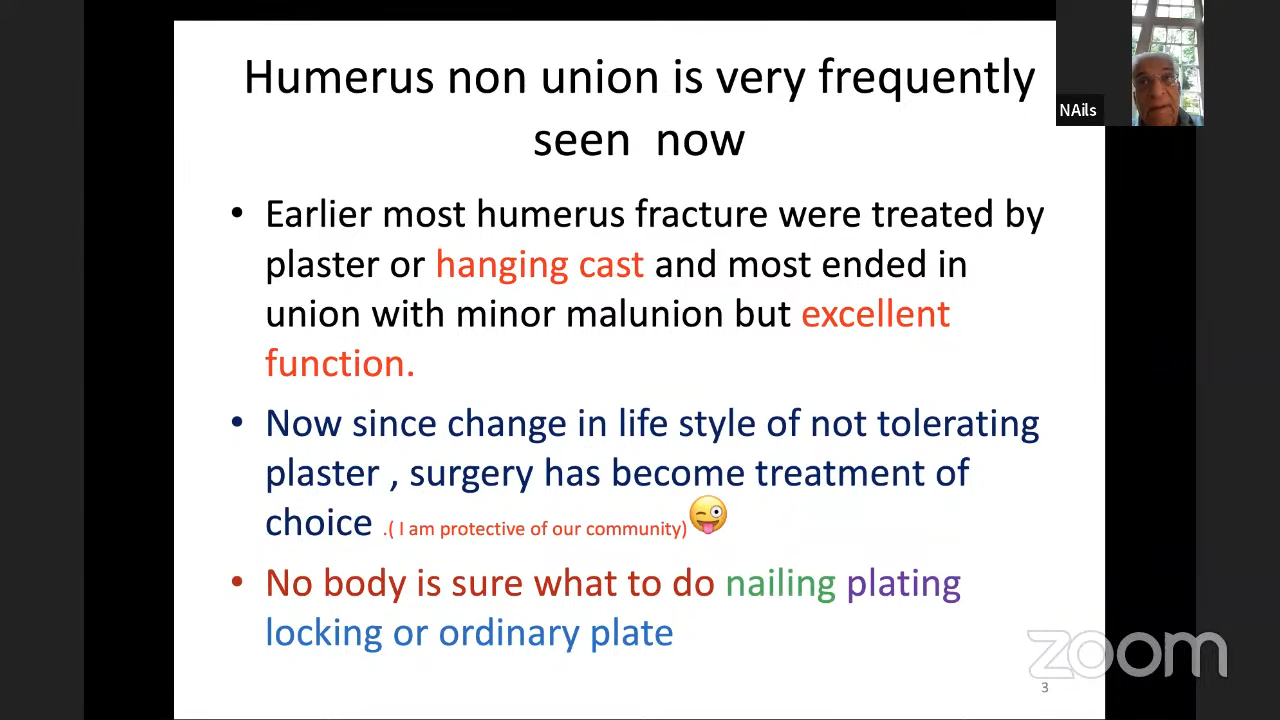 Humerus non union is very frequently
seen now
NAils
• Earlier most humerus fracture were treated by
plaster or hanging cast and most ended in
union with minor malunion but excellent
function.
• Now since change in life style of not tolerating
plaster , surgery has become treatment of
choice .( I am protective of our community)😜
• No body is sure what to do nailing plating
locking or ordinary plate
zoom
3